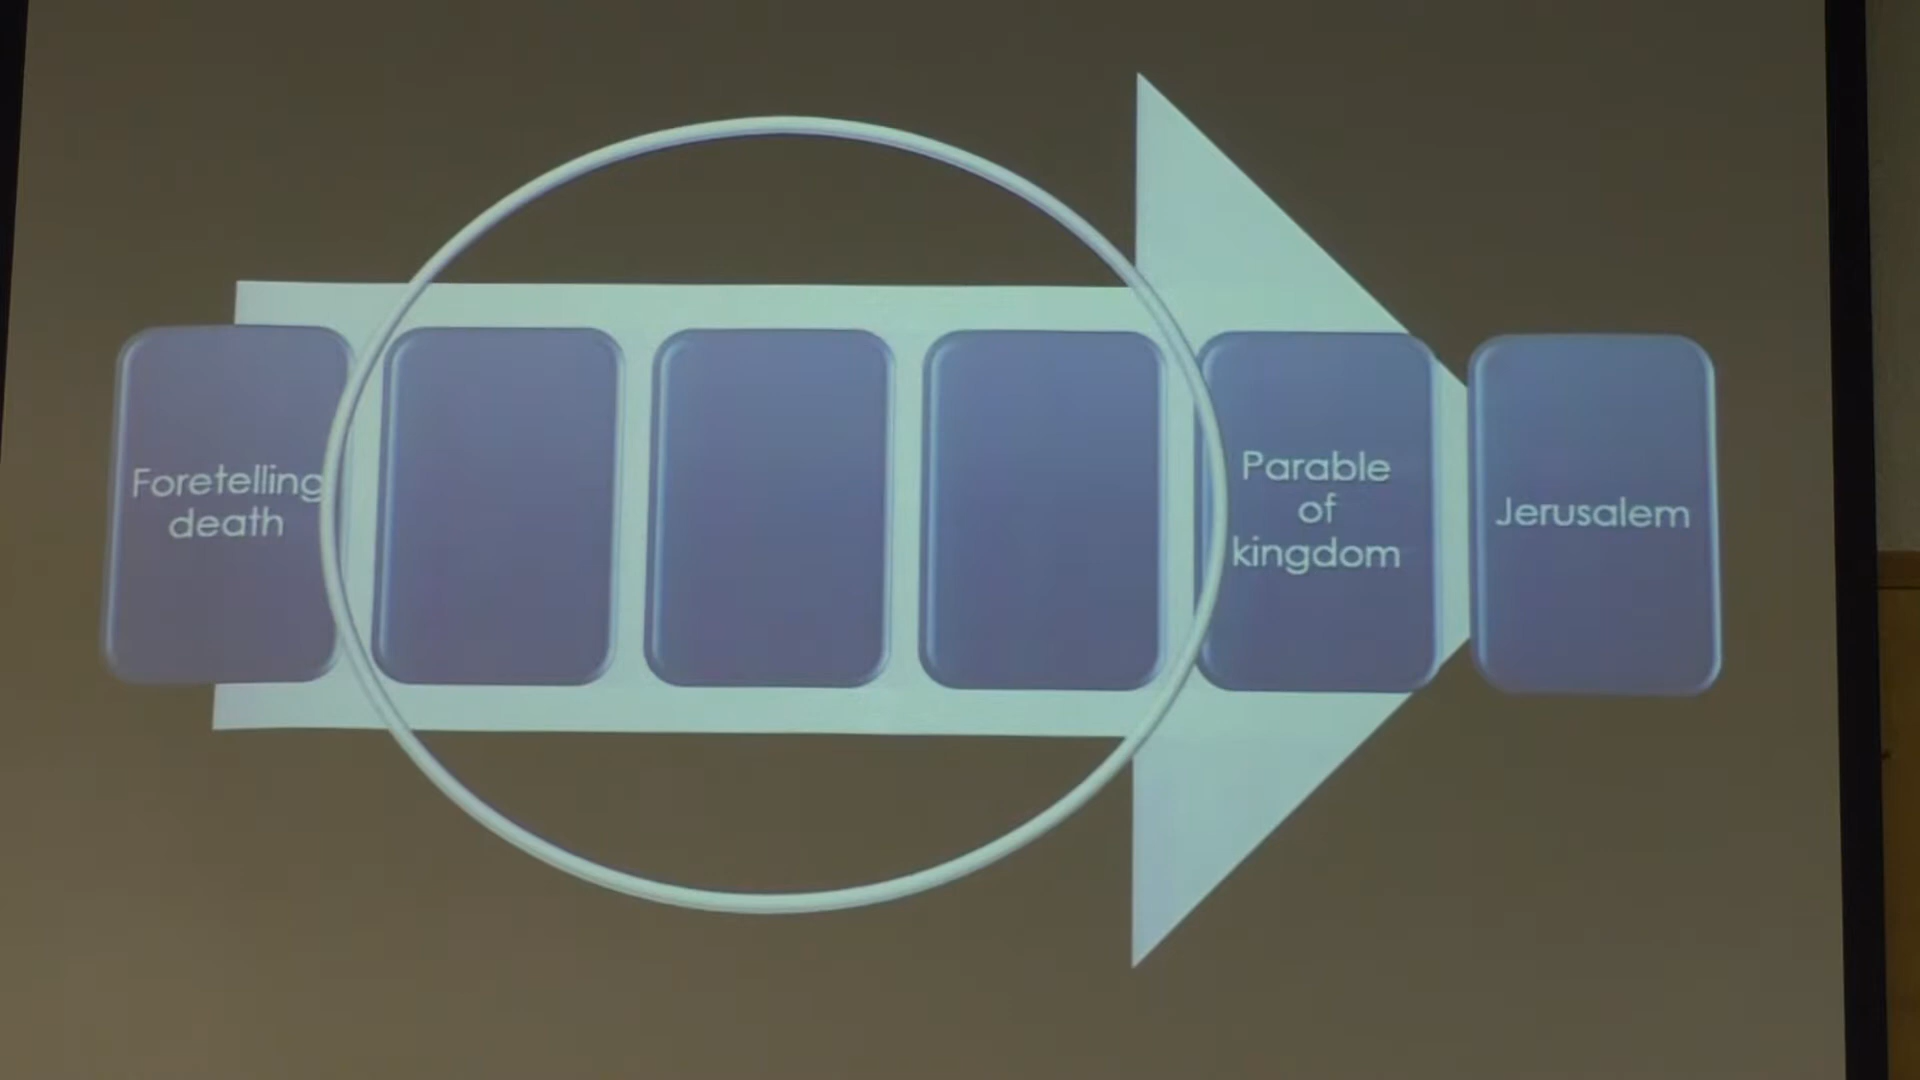 Foretelling
death
Parable
of
kingdom
Jerusalem